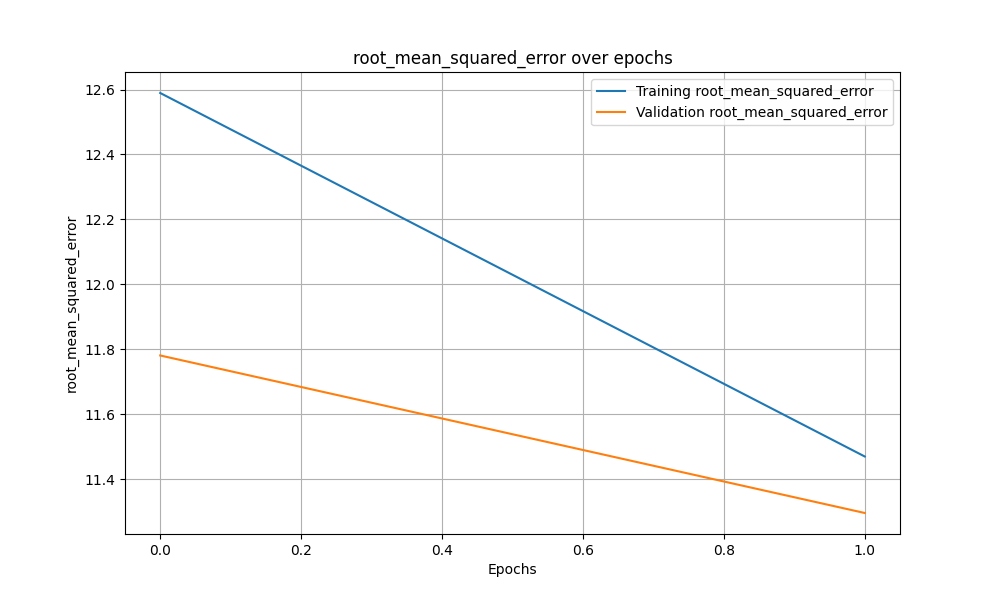 root_mean_squared_error over epochs
Training root_mean_squared_error
Validation root_mean_squared_error
root_mean_squared_error
12.6
12.4
12.2
12.0
11.8
11.6
11.4
0.0 0.2 0.4 0.6 0.8 1.0
Epochs